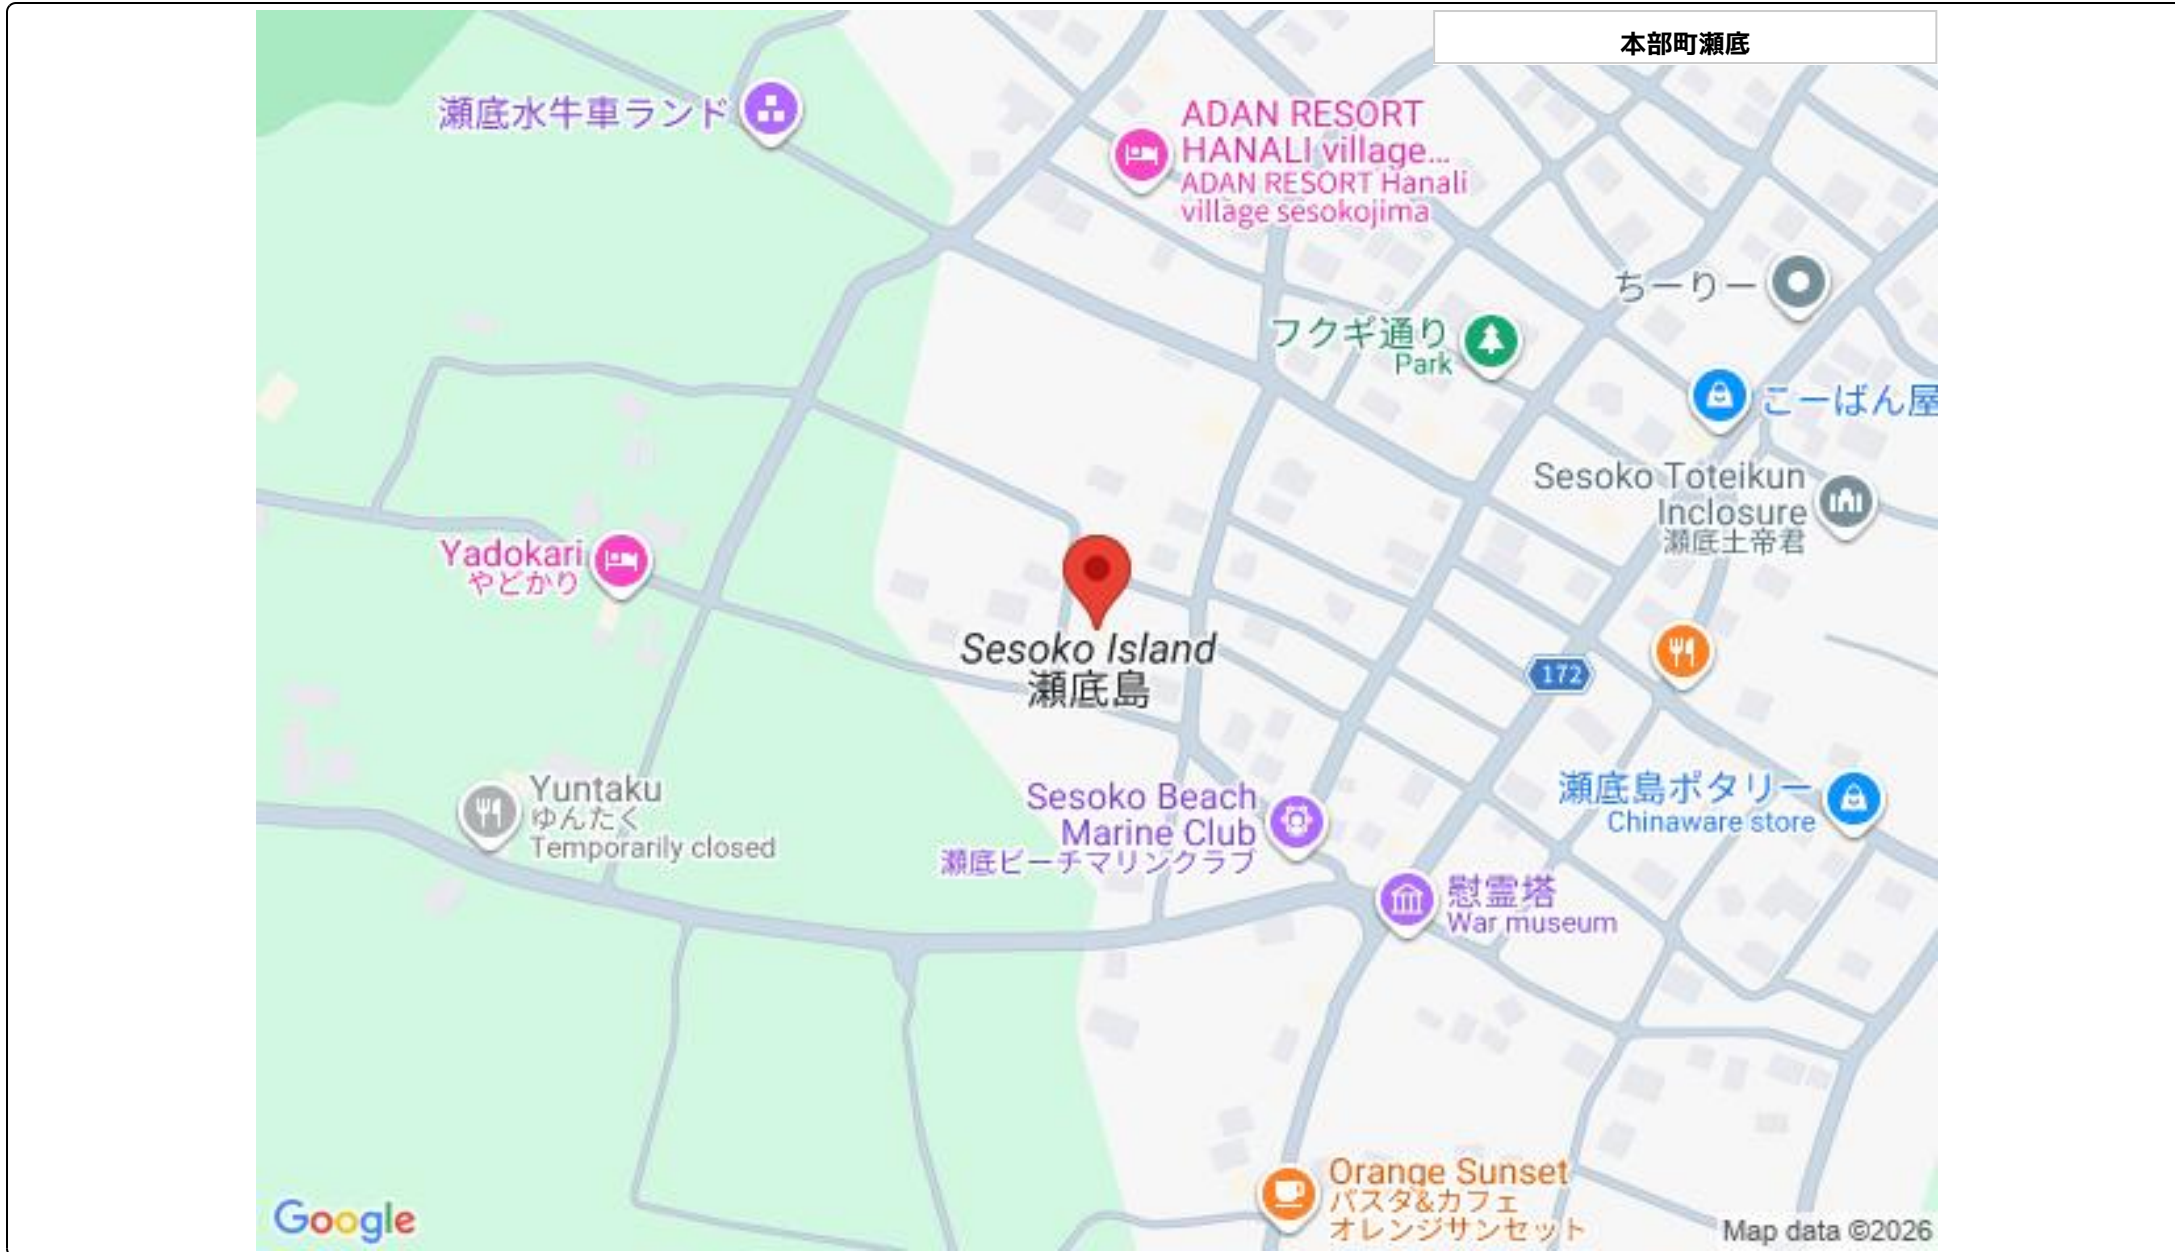 本部町瀬底
瀬底水牛車ランド
ADAN RESORT
HANALI village...
ADAN RESORT Hanali
village sesokojima
ちーりー
フクギ通り
Park
こーばん屋
Sesoko Toteikun
Inclosure
瀬底土帝君
Yadokari
やどかり
Sesoko Island
瀬底島
172
Yuntaku
ゆんたく
Temporarily closed
Sesoko Beach
Marine Club
瀬底ビーチマリンクラブ
瀬底島ポタリー
Chinaware store
慰霊塔
War museum
Orange Sunset
パスタ&カフェ
オレンジサンセット
Google
Map data ©2026